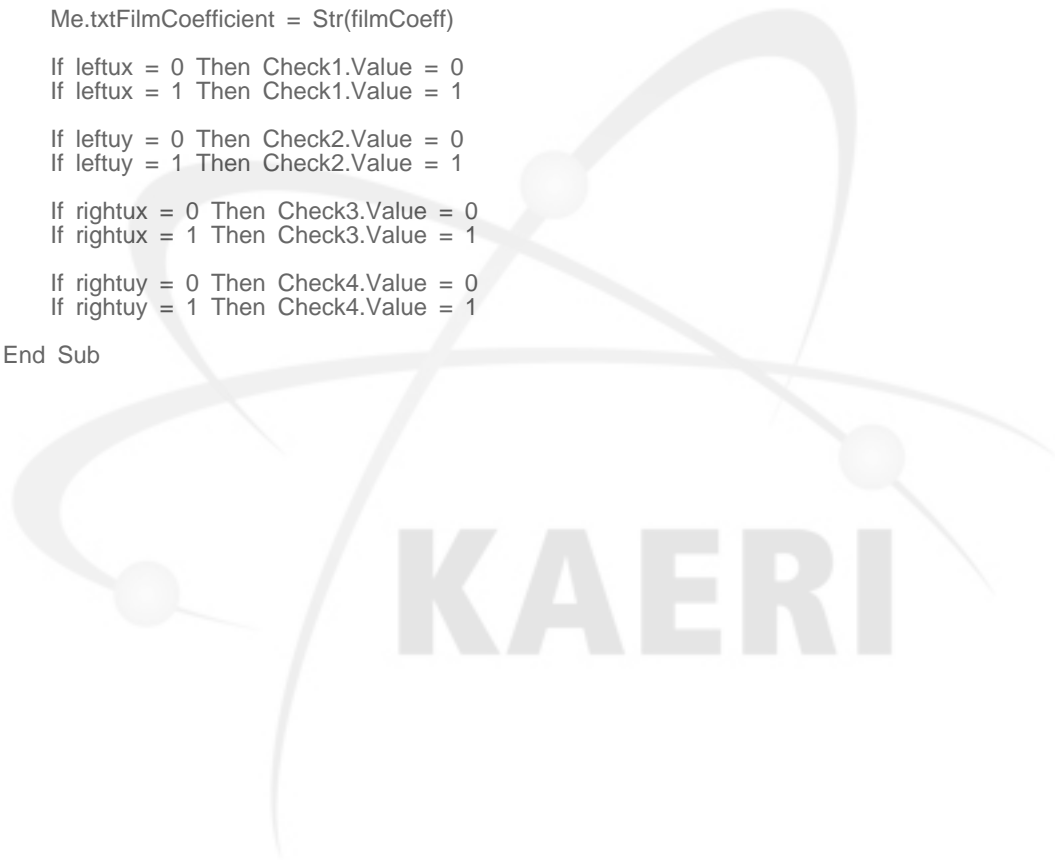 Me.txtFilmCoefficient = Str(filmCoeff)
If leftux = 0 Then Check1.Value = 0
If leftux = 1 Then Check1.Value = 1
If leftuy = 0 Then Check2.Value = 0
If leftuy = 1 Then Check2.Value = 1
If rightux = 0 Then Check3.Value = 0
If rightux = 1 Then Check3.Value = 1
If rightuy = 0 Then Check4.Value = 0
If rightuy = 1 Then Check4.Value = 1
End Sub
KAERI